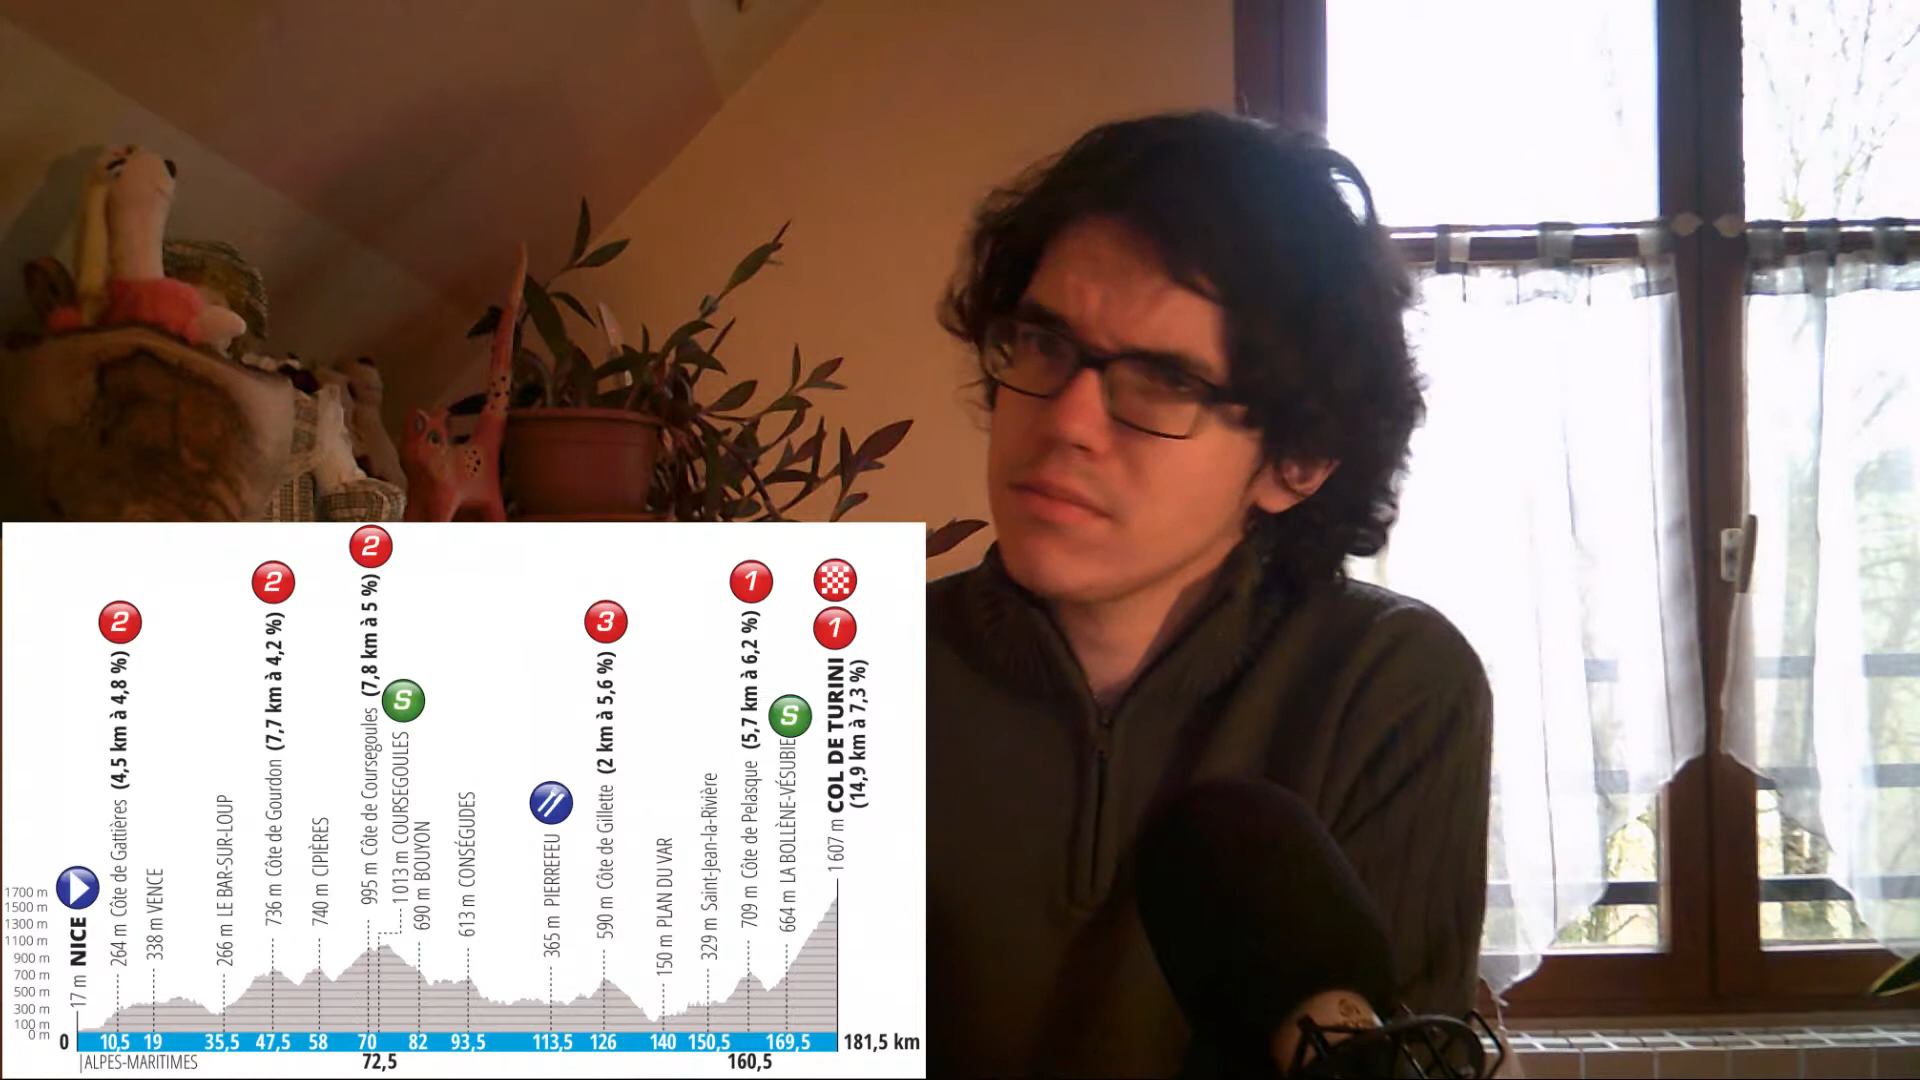 2
2
2
3
1
1
S
S
NICE
17 m
264 m Côte de Gattières (4,5 km à 4,8 %)
338 m VENCE
266 m LE BAR-SUR-LOUP
736 m Côte de Gourdon (7,7 km à 4,2 %)
740 m CIPIÈRES
995 m Côte de Coursegoules (7,8 km à 5 %)
1 013 m COURSEGOULES
690 m BOUYON
613 m CONSÉGUDES
365 m PIERREFEU
590 m Côte de Gillette (2 km à 5,6 %)
150 m PLAN DU VAR
329 m Saint-Jean-la-Rivière
709 m Côte de Pelasque (5,7 km à 6,2 %)
664 m LA BOLLÈNE-VÉSUBIE
1 607 m COL DE TURINI
(14,9 km à 7,3 %)
1700 m
1500 m
1300 m
1100 m
900 m
700 m
500 m
300 m
100 m
0 m
0 10,5 19 35,5 47,5 58 70 82 93,5 113,5 126 140 150,5 169,5 181,5 km
ALPES-MARITIMES 72,5 160,5